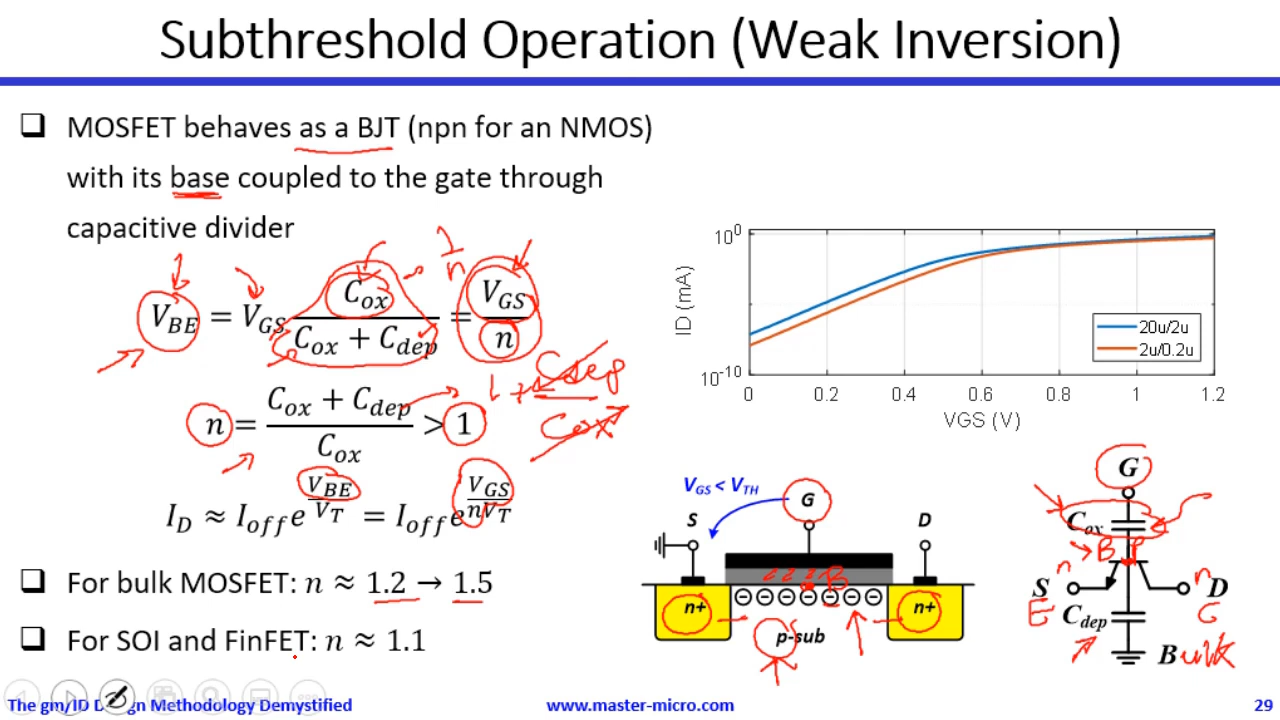 Subthreshold Operation (Weak Inversion)
❑ MOSFET behaves as a BJT (npn for an NMOS)
with its base coupled to the gate through
capacitive divider
1/n
V_BE = V_GS C_ox / (C_ox + C_dep) = V_GS / n
n = (C_ox + C_dep) / C_ox > 1
1 + Cdep / Cox
I_D ≈ I_off e^(V_BE / V_T) = I_off e^(V_GS / nV_T)
❑ For bulk MOSFET: n ≈ 1.2 → 1.5
❑ For SOI and FinFET: n ≈ 1.1
10^0
ID (mA)
10^-10
20u/2u
2u/0.2u
0 0.2 0.4 0.6 0.8 1 1.2
VGS (V)
V_GS < V_TH
S G D
B
n+ n+
p-sub
G
C_ox
B P
n n
S D
E C
C_dep
Bulk
The gm/ID Design Methodology Demystified www.master-micro.com 29